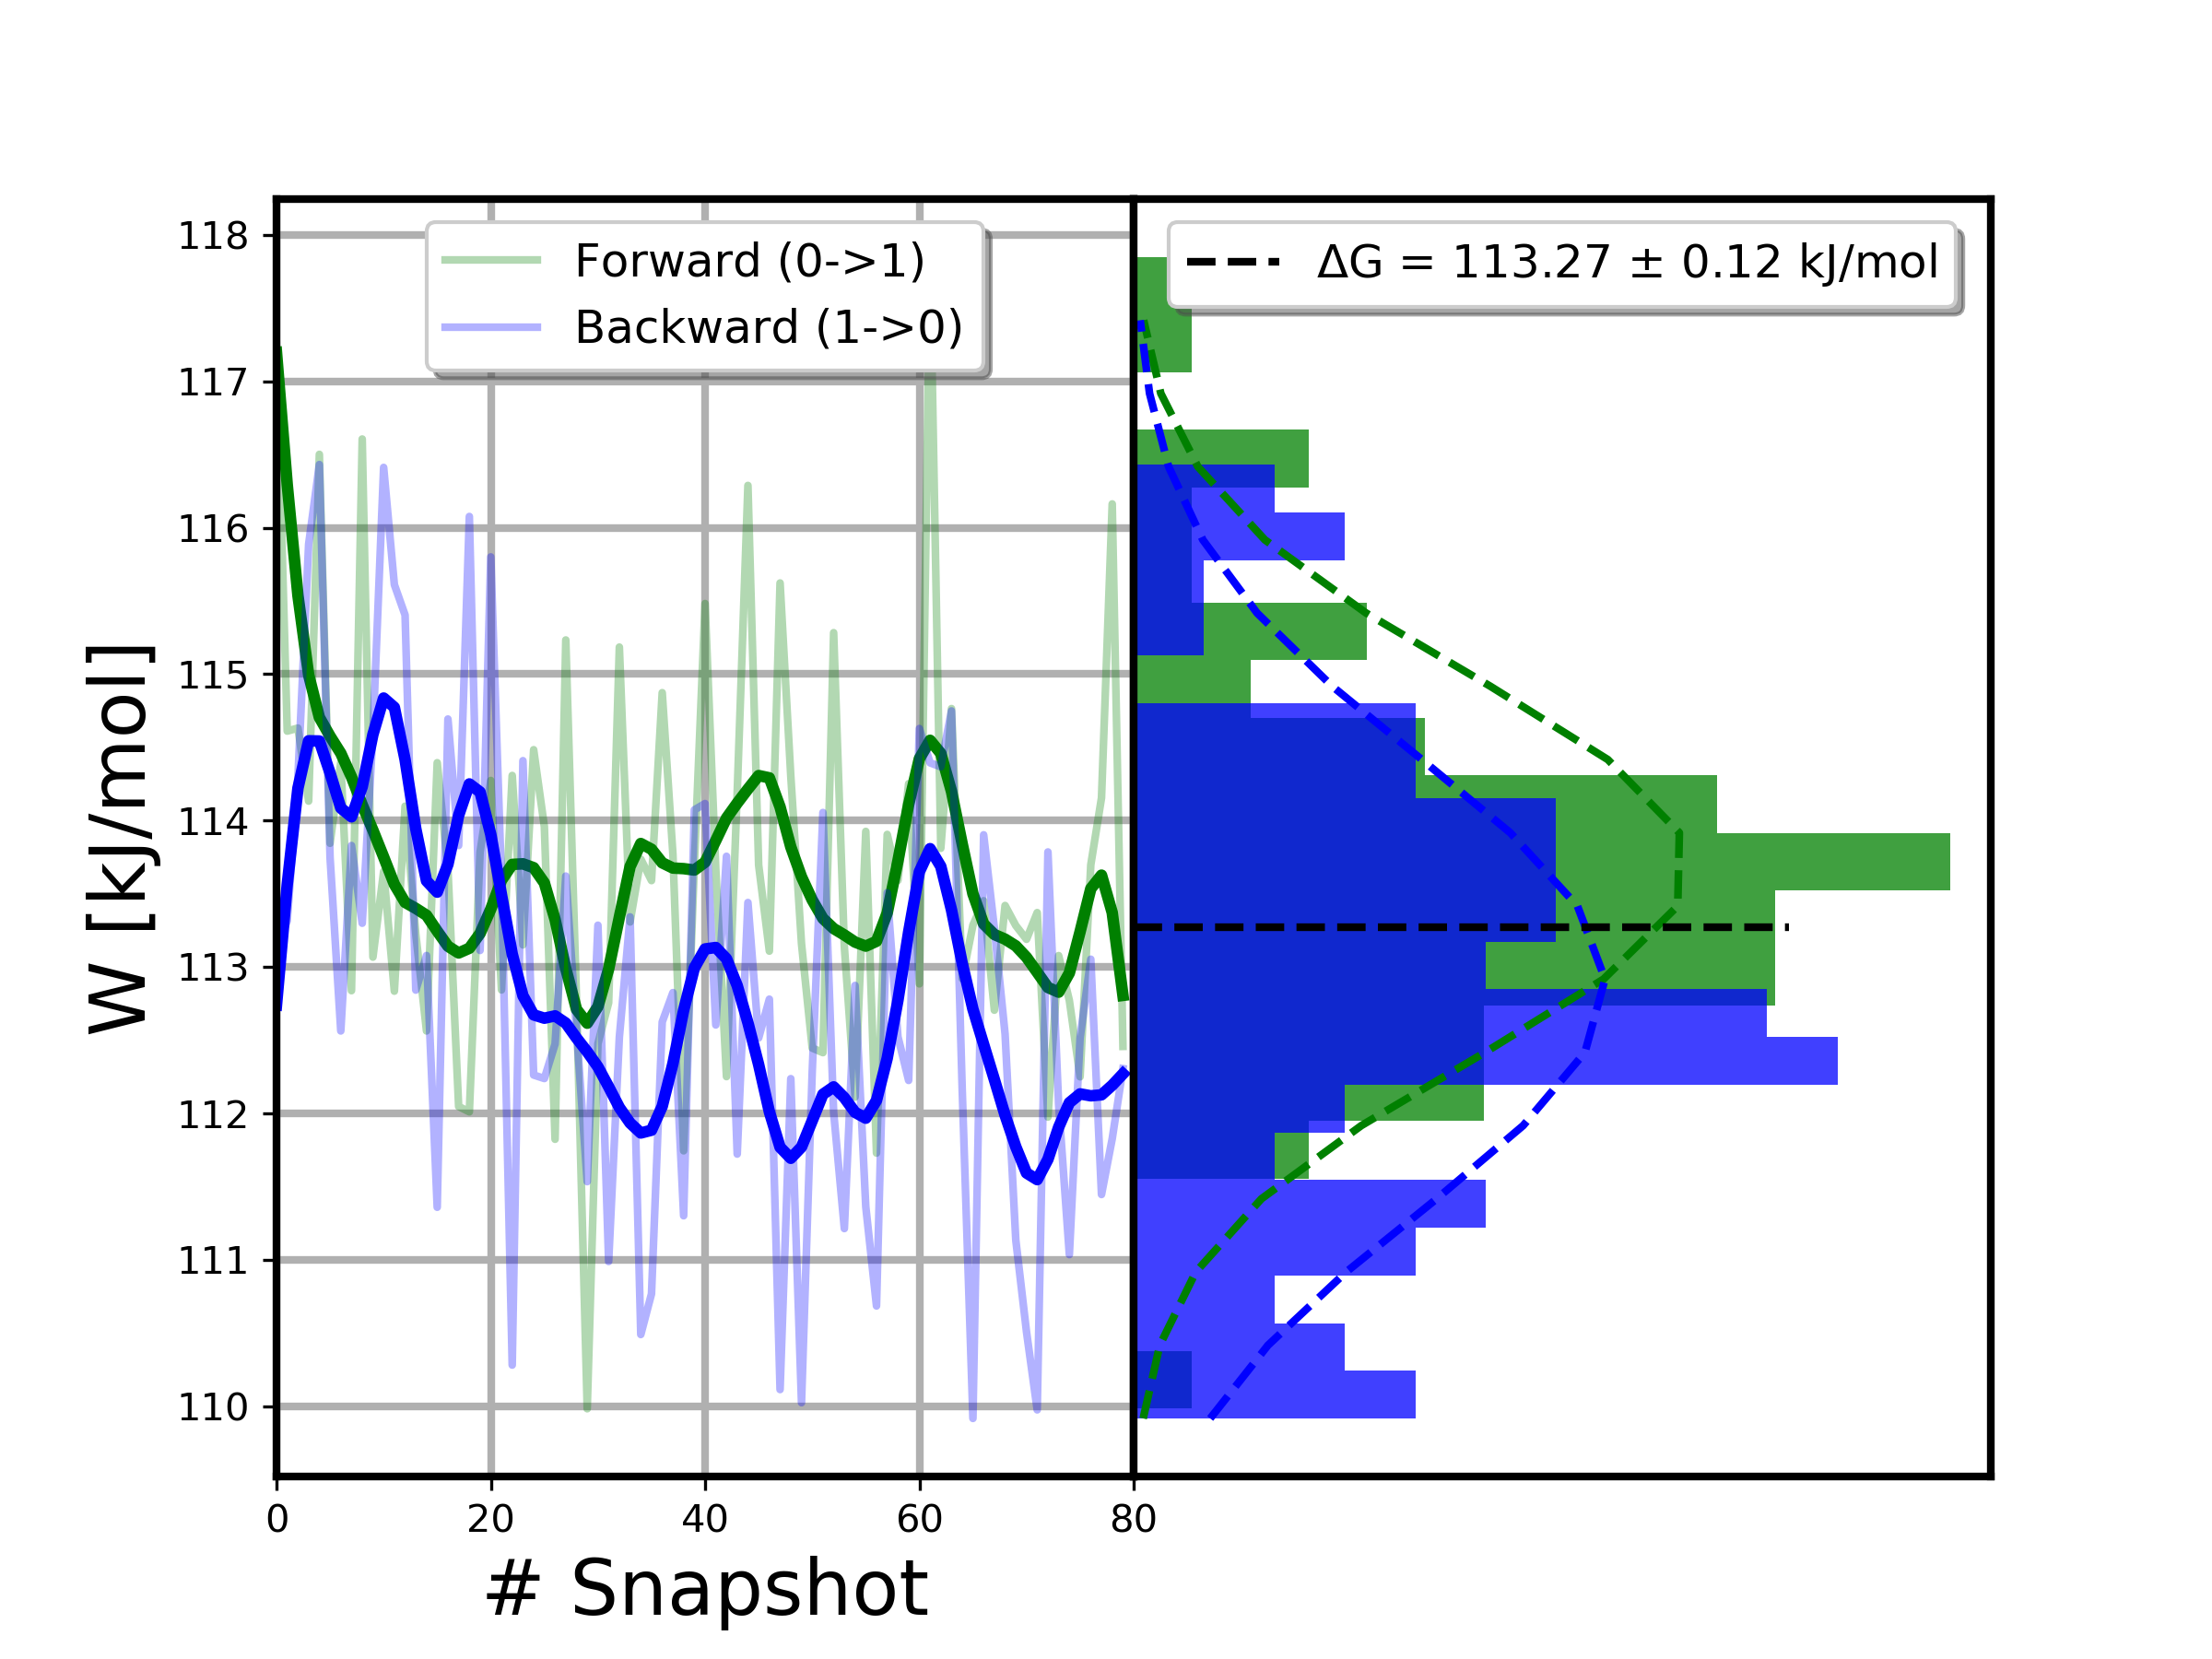 Forward (0->1)
Backward (1->0)
ΔG = 113.27 ± 0.12 kJ/mol
W [kJ/mol]
118
117
116
115
114
113
112
111
110
0 20 40 60 80
# Snapshot